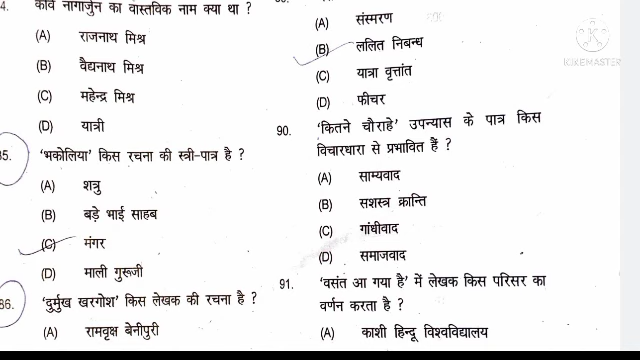 4. कवि नागार्जुन का वास्तविक नाम क्या था ?
(A) राजनाथ मिश्र
(B) वैद्यनाथ मिश्र
(C) महेन्द्र मिश्र
(D) यात्री
85. 'भकोलिया' किस रचना की स्त्री-पात्र है ?
(A) शत्रु
(B) बड़े भाई साहब
(C) मंगर
(D) माली गुरूजी
86. 'दुर्मुख खरगोश' किस लेखक की रचना है ?
(A) रामवृक्ष बेनीपुरी
(A) संस्मरण
(B) ललित निबन्ध
(C) यात्रा वृत्तांत
(D) फीचर
90. 'कितने चौराहे' उपन्यास के पात्र किस
विचारधारा से प्रभावित हैं ?
(A) साम्यवाद
(B) सशस्त्र क्रान्ति
(C) गांधीवाद
(D) समाजवाद
91. 'वसंत आ गया है' में लेखक किस परिसर का
वर्णन करता है ?
(A) काशी हिन्दू विश्वविद्यालय
KINEMASTER